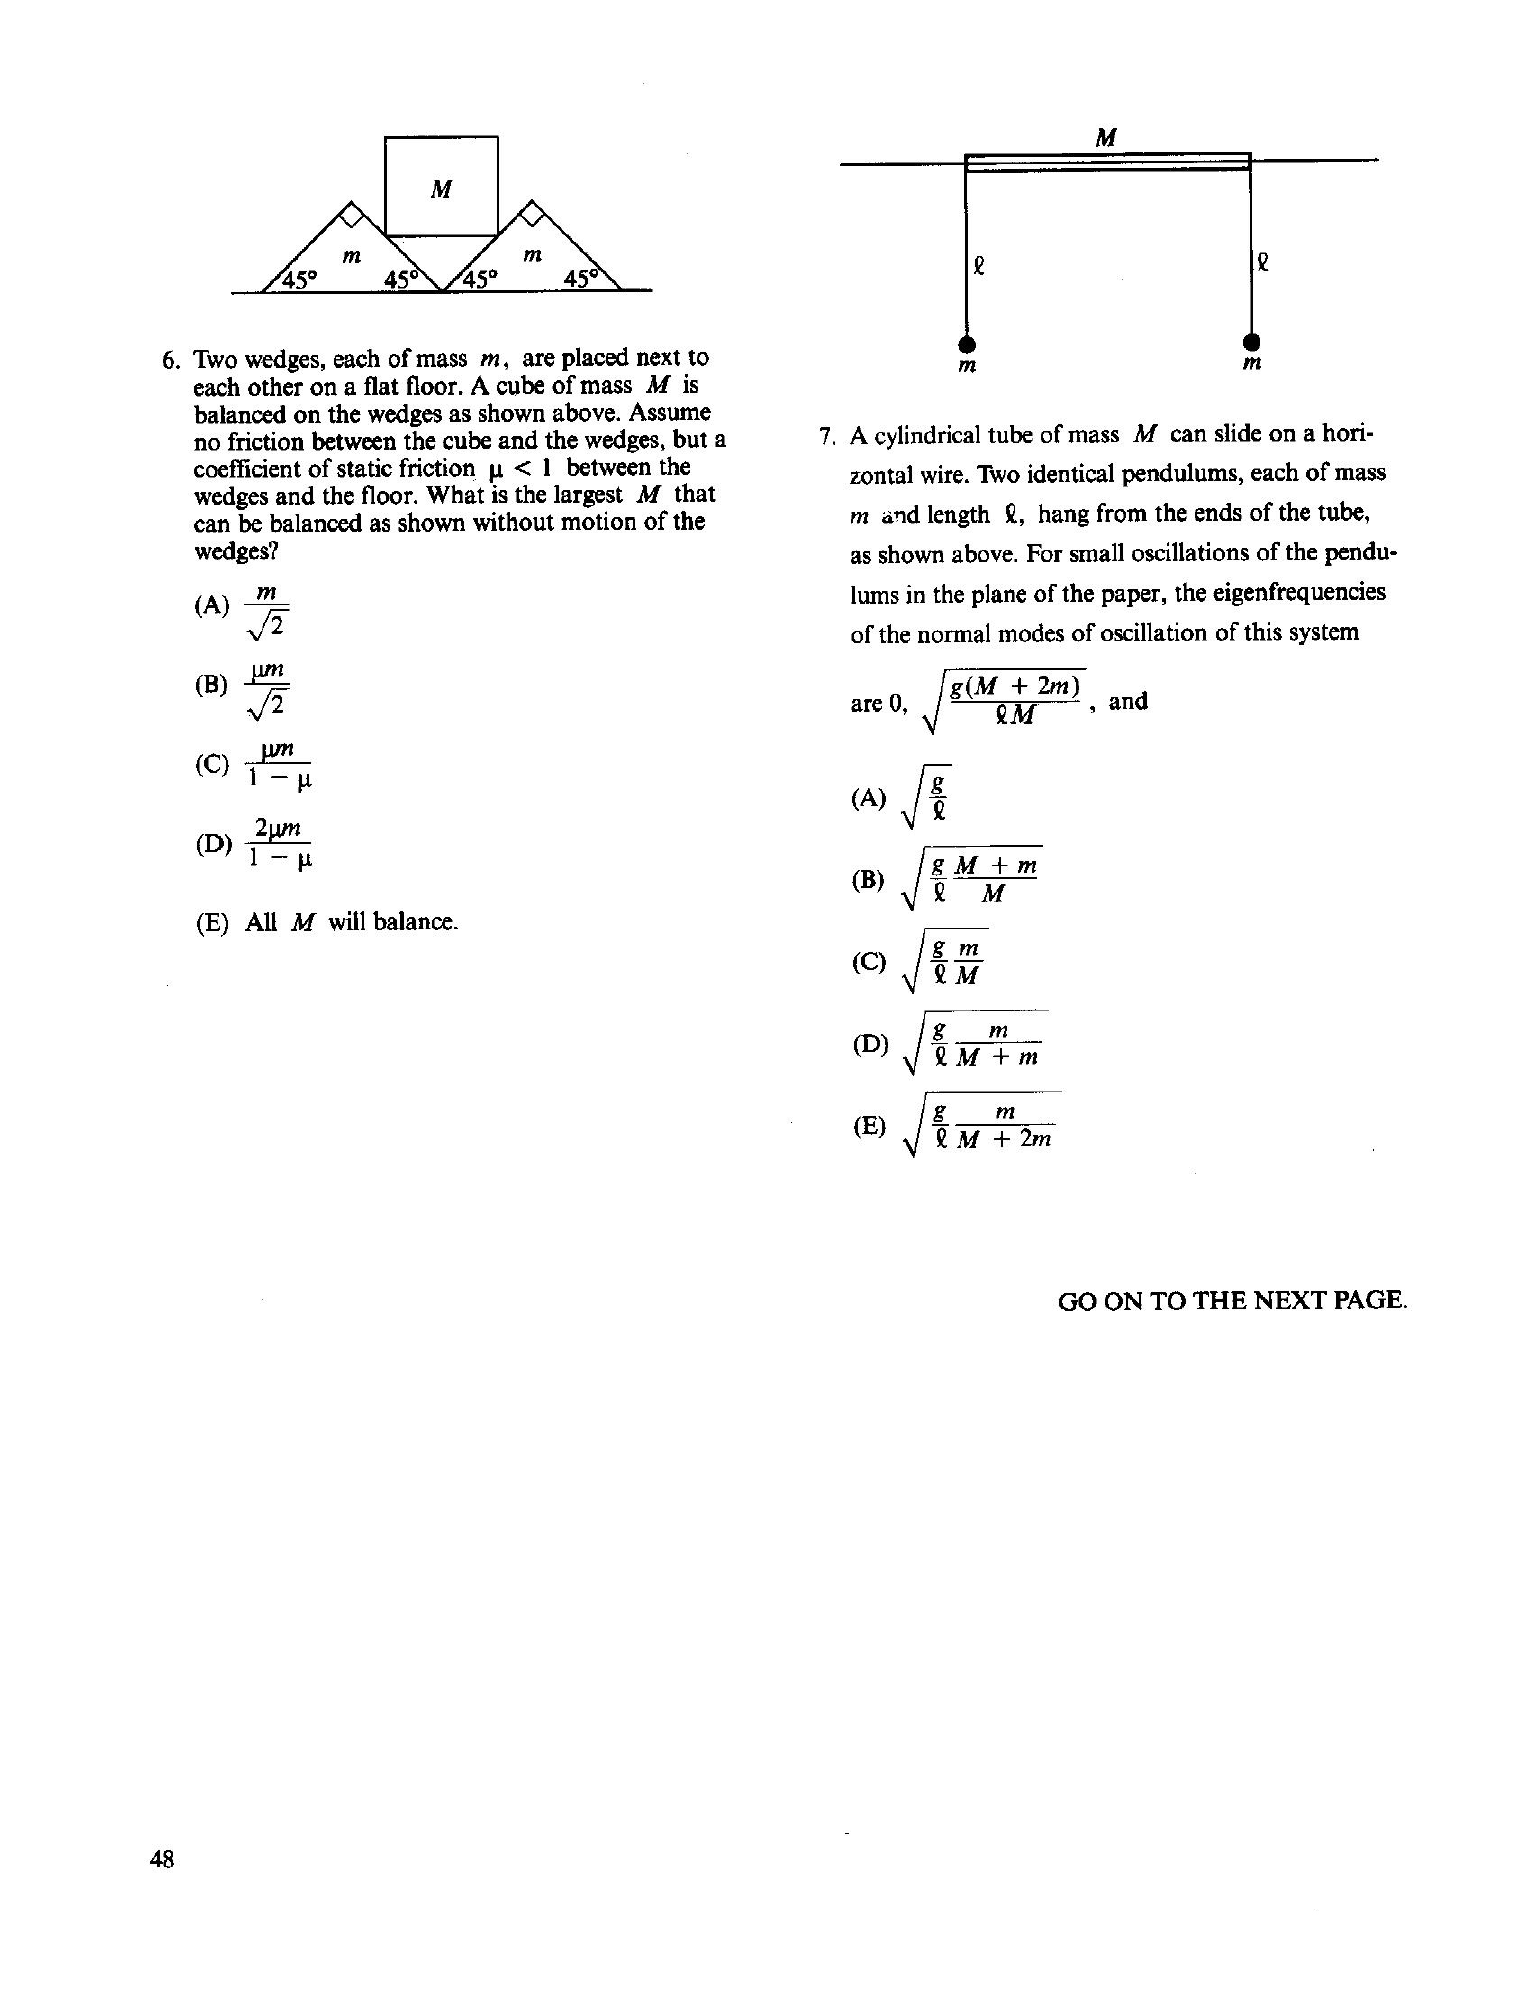 M
m
m
45°
45°
45°
45°
6. Two wedges, each of mass m, are placed next to
each other on a flat floor. A cube of mass M is
balanced on the wedges as shown above. Assume
no friction between the cube and the wedges, but a
coefficient of static friction μ < 1 between the
wedges and the floor. What is the largest M that
can be balanced as shown without motion of the
wedges?
(A) m/√2
(B) μm/√2
(C) μm/(1 − μ)
(D) 2μm/(1 − μ)
(E) All M will balance.
M
ℓ
ℓ
m
m
7. A cylindrical tube of mass M can slide on a hori-
zontal wire. Two identical pendulums, each of mass
m and length ℓ, hang from the ends of the tube,
as shown above. For small oscillations of the pendu-
lums in the plane of the paper, the eigenfrequencies
of the normal modes of oscillation of this system
are 0, √(g(M + 2m)/ℓM), and
(A) √(g/ℓ)
(B) √(g/ℓ (M + m)/M)
(C) √(g/ℓ m/M)
(D) √(g/ℓ m/(M + m))
(E) √(g/ℓ m/(M + 2m))
GO ON TO THE NEXT PAGE.
48